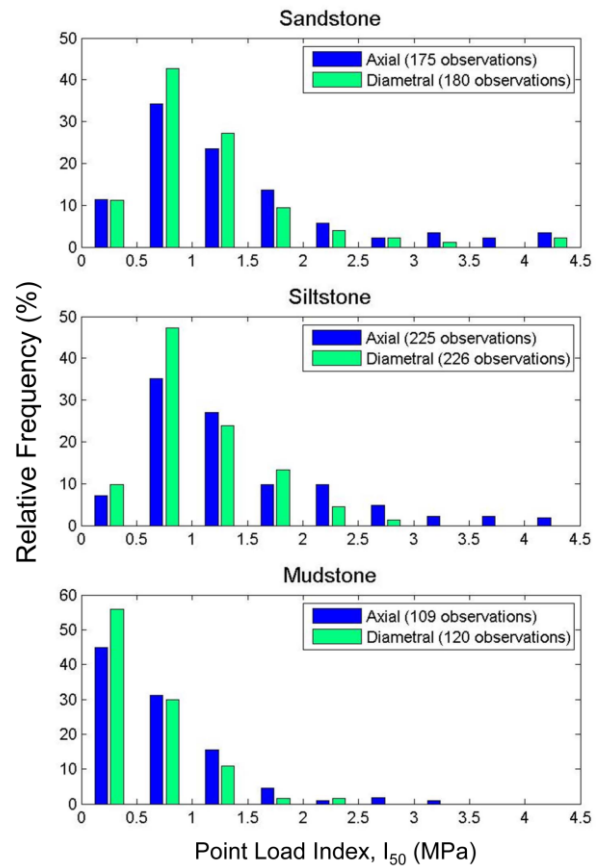 Sandstone
50
40
30
20
10
0
Axial (175 observations)
Diametral (180 observations)
0 0.5 1 1.5 2 2.5 3 3.5 4 4.5
Siltstone
50
40
30
20
10
0
Axial (225 observations)
Diametral (226 observations)
0 0.5 1 1.5 2 2.5 3 3.5 4 4.5
Mudstone
60
50
40
30
20
10
0
Axial (109 observations)
Diametral (120 observations)
0 0.5 1 1.5 2 2.5 3 3.5 4 4.5
Relative Frequency (%)
Point Load Index, I50 (MPa)